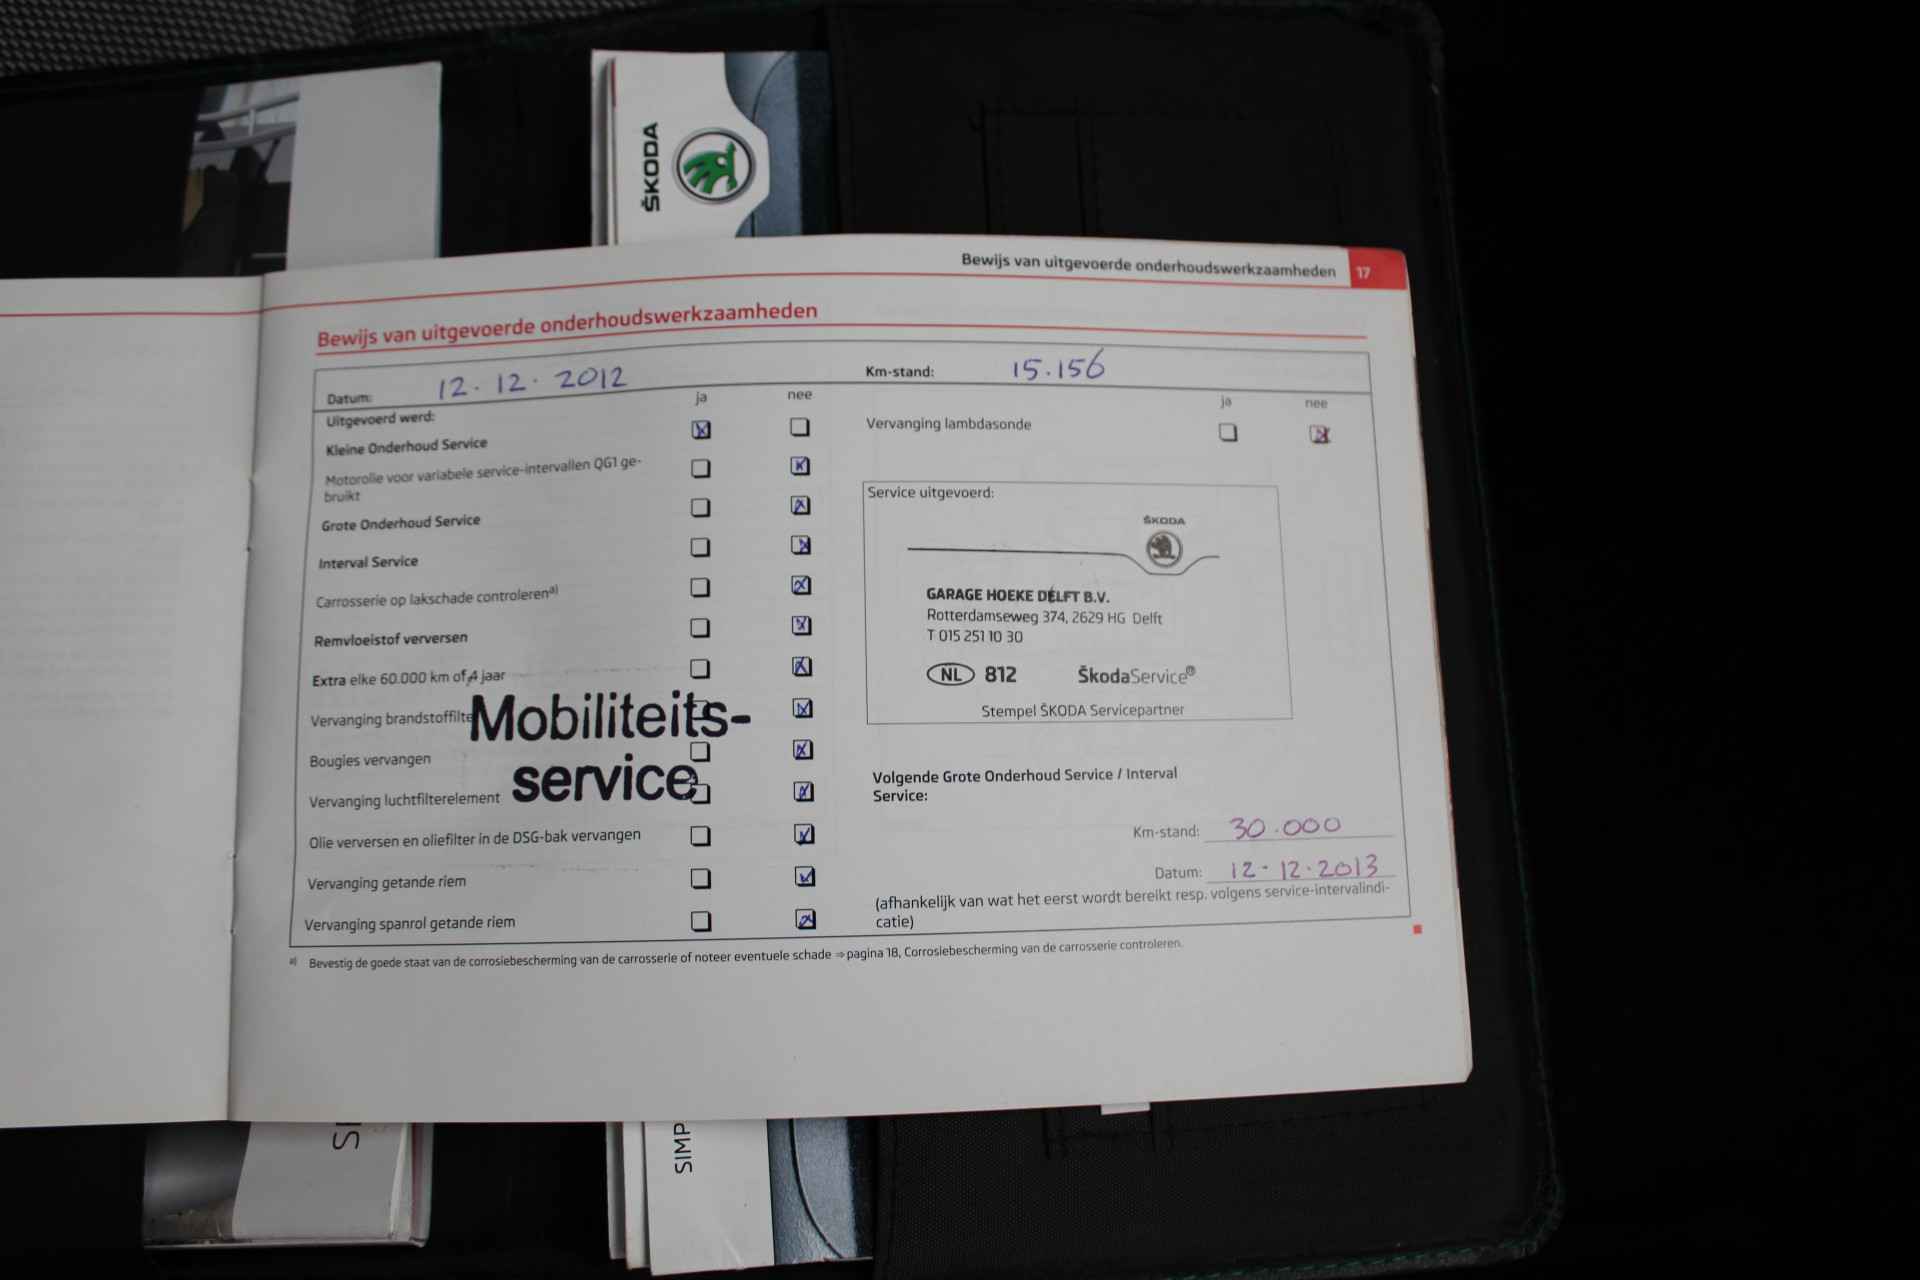 ŠKODA
Bewijs van uitgevoerde onderhoudswerkzaamheden 17
Bewijs van uitgevoerde onderhoudswerkzaamheden
Datum: 12.12.2012
Km-stand: 15.156
ja nee
Uitgevoerd werd:
Kleine Onderhoud Service
Motorolie voor variabele service-intervallen QG1 ge-
bruikt
Grote Onderhoud Service
Interval Service
Carrosserie op lakschade controleren a)
Remvloeistof verversen
Extra elke 60.000 km of 4 jaar
Vervanging brandstoffilte
Mobiliteits-
service
Bougies vervangen
Vervanging luchtfilterelement
Olie verversen en oliefilter in de DSG-bak vervangen
Vervanging getande riem
Vervanging spanrol getande riem
ja nee
Vervanging lambdasonde
Service uitgevoerd:
ŠKODA
GARAGE HOEKE DELFT B.V.
Rotterdamseweg 374, 2629 HG Delft
T 015 251 10 30
NL 812 ŠkodaService®
Stempel ŠKODA Servicepartner
Volgende Grote Onderhoud Service / Interval
Service:
Km-stand: 30.000
Datum: 12-12.2013
(afhankelijk van wat het eerst wordt bereikt resp. volgens service-intervalindi-
catie)
a) Bevestig de goede staat van de corrosiebescherming van de carrosserie of noteer eventuele schade ⇒ pagina 18, Corrosiebescherming van de carrosserie controleren.
SIMP